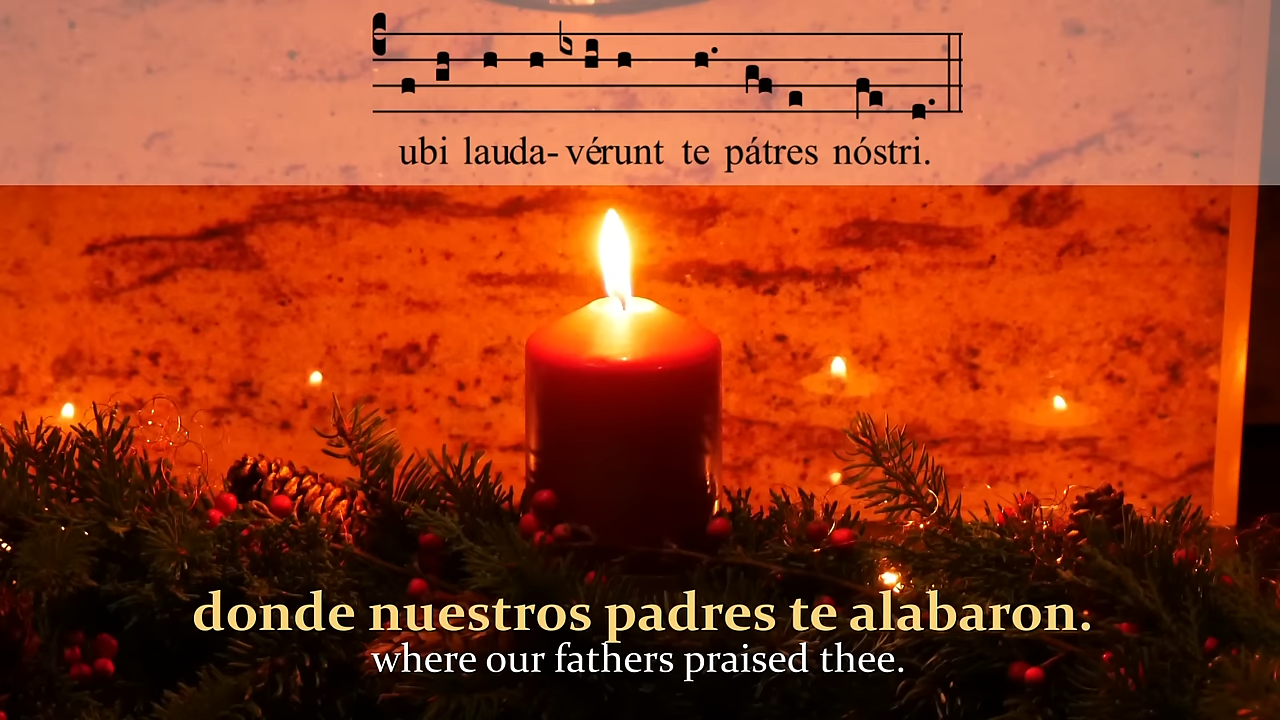 ubi lauda- vérunt te pátres nóstri.
donde nuestros padres te alabaron.
where our fathers praised thee.